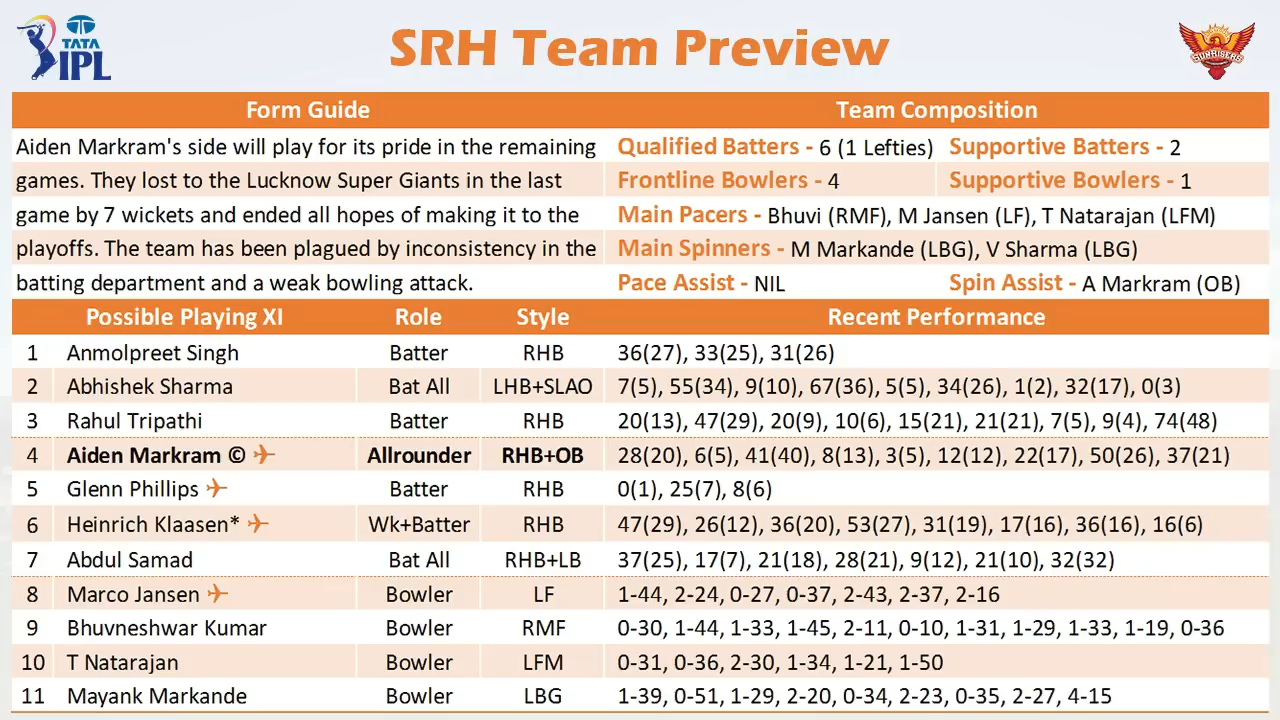 TATA
IPL
SRH Team Preview
SUNRISERS
Form Guide
Team Composition
Aiden Markram's side will play for its pride in the remaining
games. They lost to the Lucknow Super Giants in the last
game by 7 wickets and ended all hopes of making it to the
playoffs. The team has been plagued by inconsistency in the
batting department and a weak bowling attack.
Qualified Batters - 6 (1 Lefties) Supportive Batters - 2
Frontline Bowlers - 4 Supportive Bowlers - 1
Main Pacers - Bhuvi (RMF), M Jansen (LF), T Natarajan (LFM)
Main Spinners - M Markande (LBG), V Sharma (LBG)
Pace Assist - NIL Spin Assist - A Markram (OB)
Possible Playing XI Role Style Recent Performance
1 Anmolpreet Singh Batter RHB 36(27), 33(25), 31(26)
2 Abhishek Sharma Bat All LHB+SLAO 7(5), 55(34), 9(10), 67(36), 5(5), 34(26), 1(2), 32(17), 0(3)
3 Rahul Tripathi Batter RHB 20(13), 47(29), 20(9), 10(6), 15(21), 21(21), 7(5), 9(4), 74(48)
4 Aiden Markram © ✈ Allrounder RHB+OB 28(20), 6(5), 41(40), 8(13), 3(5), 12(12), 22(17), 50(26), 37(21)
5 Glenn Phillips ✈ Batter RHB 0(1), 25(7), 8(6)
6 Heinrich Klaasen* ✈ Wk+Batter RHB 47(29), 26(12), 36(20), 53(27), 31(19), 17(16), 36(16), 16(6)
7 Abdul Samad Bat All RHB+LB 37(25), 17(7), 21(18), 28(21), 9(12), 21(10), 32(32)
8 Marco Jansen ✈ Bowler LF 1-44, 2-24, 0-27, 0-37, 2-43, 2-37, 2-16
9 Bhuvneshwar Kumar Bowler RMF 0-30, 1-44, 1-33, 1-45, 2-11, 0-10, 1-31, 1-29, 1-33, 1-19, 0-36
10 T Natarajan Bowler LFM 0-31, 0-36, 2-30, 1-34, 1-21, 1-50
11 Mayank Markande Bowler LBG 1-39, 0-51, 1-29, 2-20, 0-34, 2-23, 0-35, 2-27, 4-15